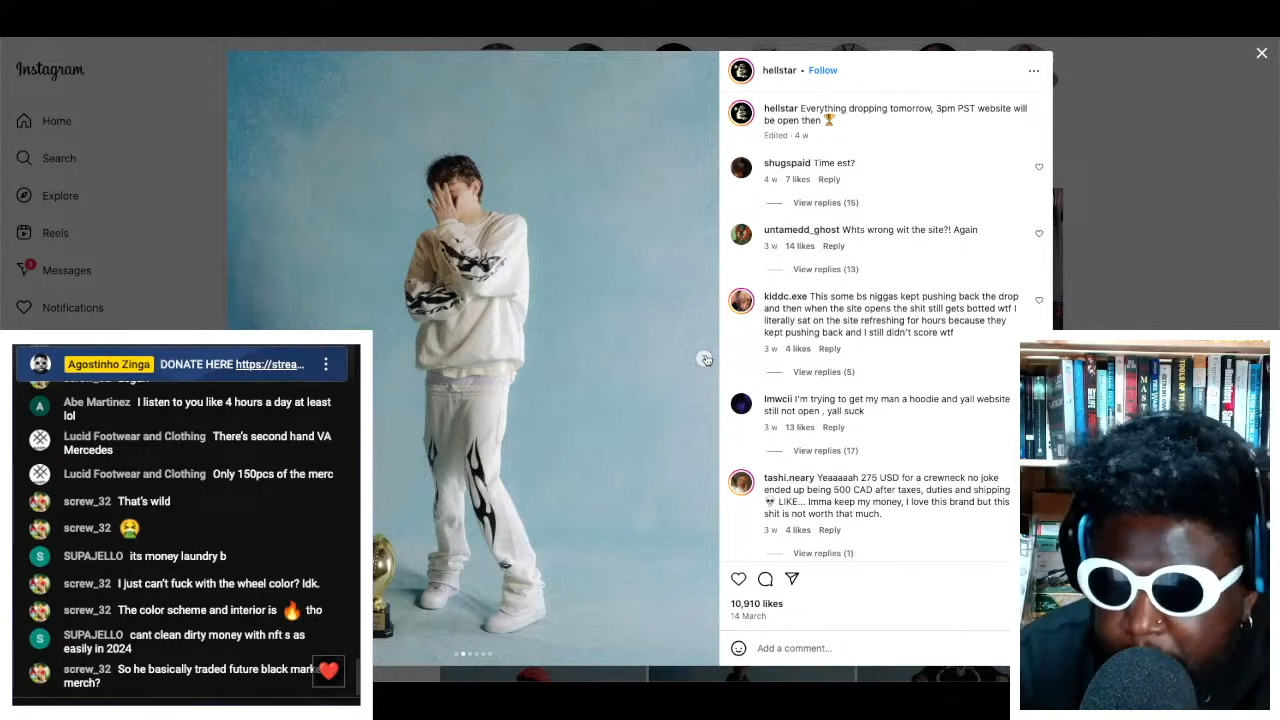 Instagram
Home
Search
Explore
Reels
1
Messages
Notifications
hellstar • Follow
hellstar Everything dropping tomorrow, 3pm PST website will
be open then 🏆
Edited · 4 w
shugspaid Time est?
4 w 7 likes Reply
View replies (15)
untamedd_ghost Whts wrong wit the site?! Again
3 w 14 likes Reply
View replies (13)
kiddc.exe This some bs niggas kept pushing back the drop
and then when the site opens the shit still gets botted wtf I
literally sat on the site refreshing for hours because they
kept pushing back and I still didn't score wtf
3 w 4 likes Reply
View replies (5)
lmwcii I'm trying to get my man a hoodie and yall website
still not open , yall suck
3 w 13 likes Reply
View replies (17)
tashi.neary Yeaaaaah 275 USD for a crewneck no joke
ended up being 500 CAD after taxes, duties and shipping
💀 LIKE... Imma keep my money, I love this brand but this
shit is not worth that much.
3 w 4 likes Reply
View replies (1)
10,910 likes
14 March
Add a comment...
Agostinho Zinga DONATE HERE https://strea...
Abe Martinez I listen to you like 4 hours a day at least
lol
Lucid Footwear and Clothing There's second hand VA
Mercedes
Lucid Footwear and Clothing Only 150pcs of the merc
screw_32 That's wild
screw_32 🤮
SUPAJELLO its money laundry b
screw_32 I just can't fuck with the wheel color? Idk.
screw_32 The color scheme and interior is 🔥 tho
SUPAJELLO cant clean dirty money with nft s as
easily in 2024
screw_32 So he basically traded future black
merch?